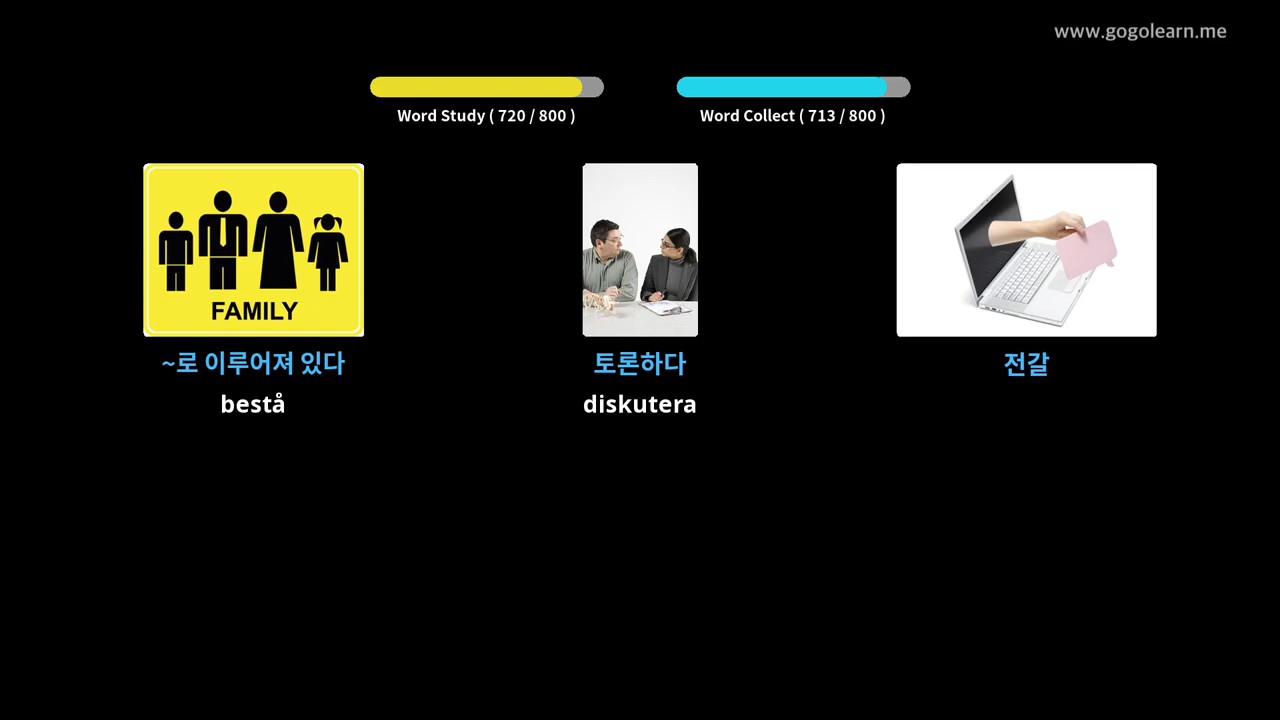 www.gogolearn.me
Word Study ( 720 / 800 )
Word Collect ( 713 / 800 )
FAMILY
~로 이루어져 있다
토론하다
전갈
bestå
diskutera